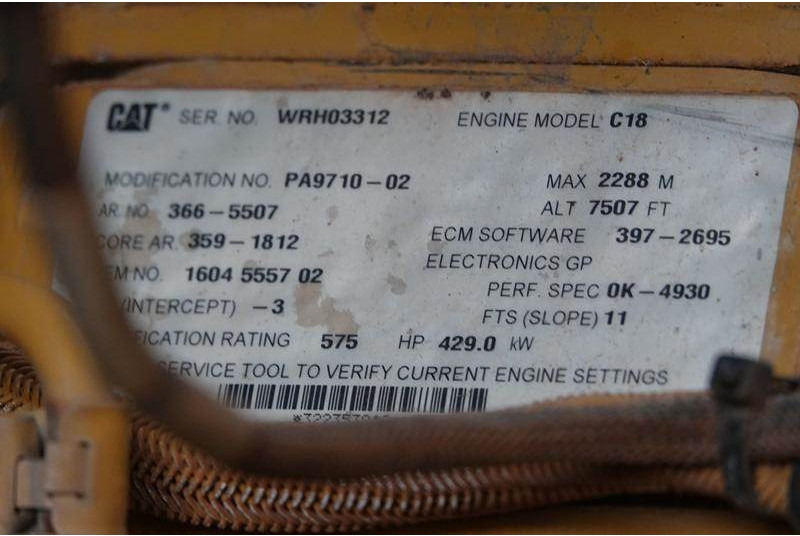 CAT® SER. NO. WRH03312 ENGINE MODEL C18
MODIFICATION NO. PA9710-02 MAX 2288 M
AR. NO 366-5507 ALT 7507 FT
CORE AR. 359-1812 ECM SOFTWARE 397-2695
EM NO. 1604 5557 02 ELECTRONICS GP
(INTERCEPT) -3 PERF. SPEC 0K-4930
FTS (SLOPE) 11
FICATION RATING 575 HP 429.0 kW
SERVICE TOOL TO VERIFY CURRENT ENGINE SETTINGS